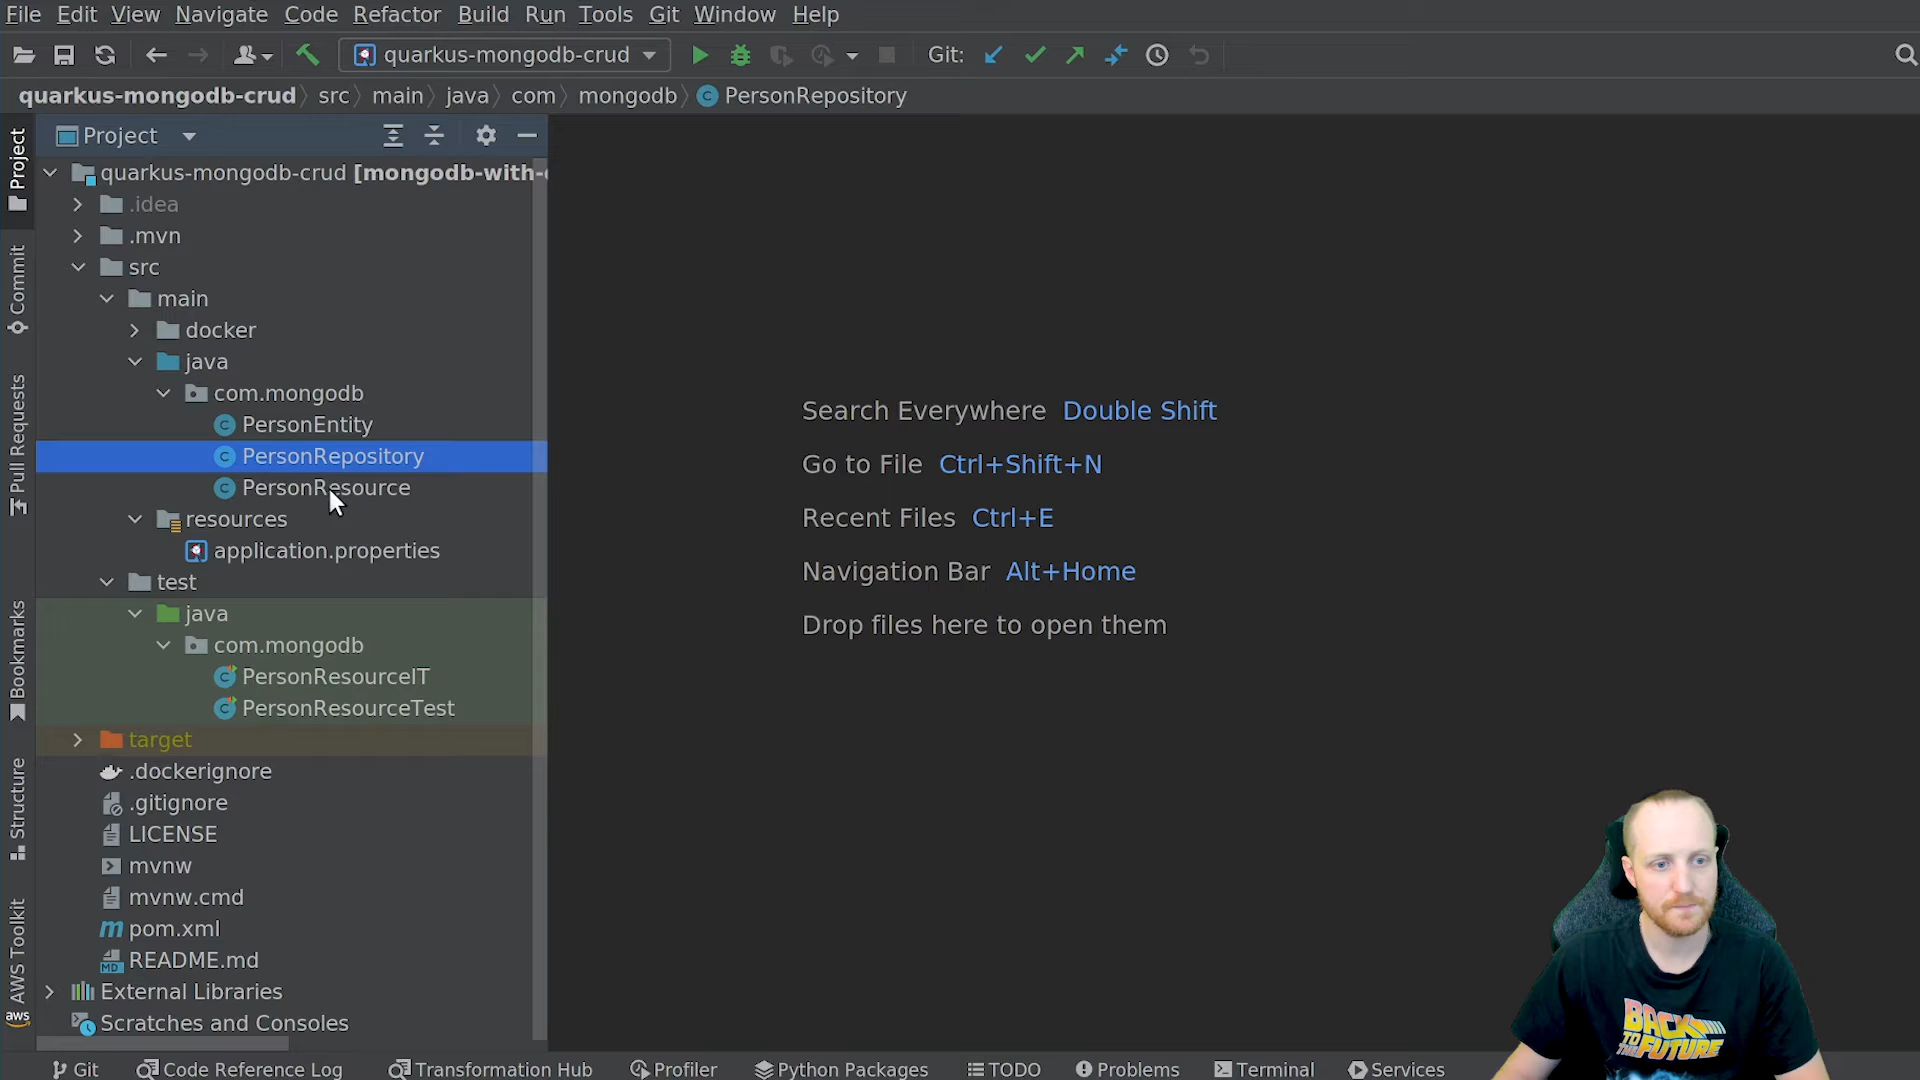 File Edit View Navigate Code Refactor Build Run Tools Git Window Help
quarkus-mongodb-crud Git:
quarkus-mongodb-crud src main java com mongodb PersonRepository
Project
Commit
Pull Requests
Bookmarks
Structure
AWS Toolkit
aws
Project
quarkus-mongodb-crud [mongodb-with-
.idea
.mvn
src
main
docker
java
com.mongodb
PersonEntity
PersonRepository
PersonResource
resources
application.properties
test
java
com.mongodb
PersonResourceIT
PersonResourceTest
target
.dockerignore
.gitignore
LICENSE
mvnw
mvnw.cmd
pom.xml
README.md
External Libraries
Scratches and Consoles
Search Everywhere Double Shift
Go to File Ctrl+Shift+N
Recent Files Ctrl+E
Navigation Bar Alt+Home
Drop files here to open them
BACK
TO THE
FUTURE
Git Code Reference Log Transformation Hub Profiler Python Packages TODO Problems Terminal Services